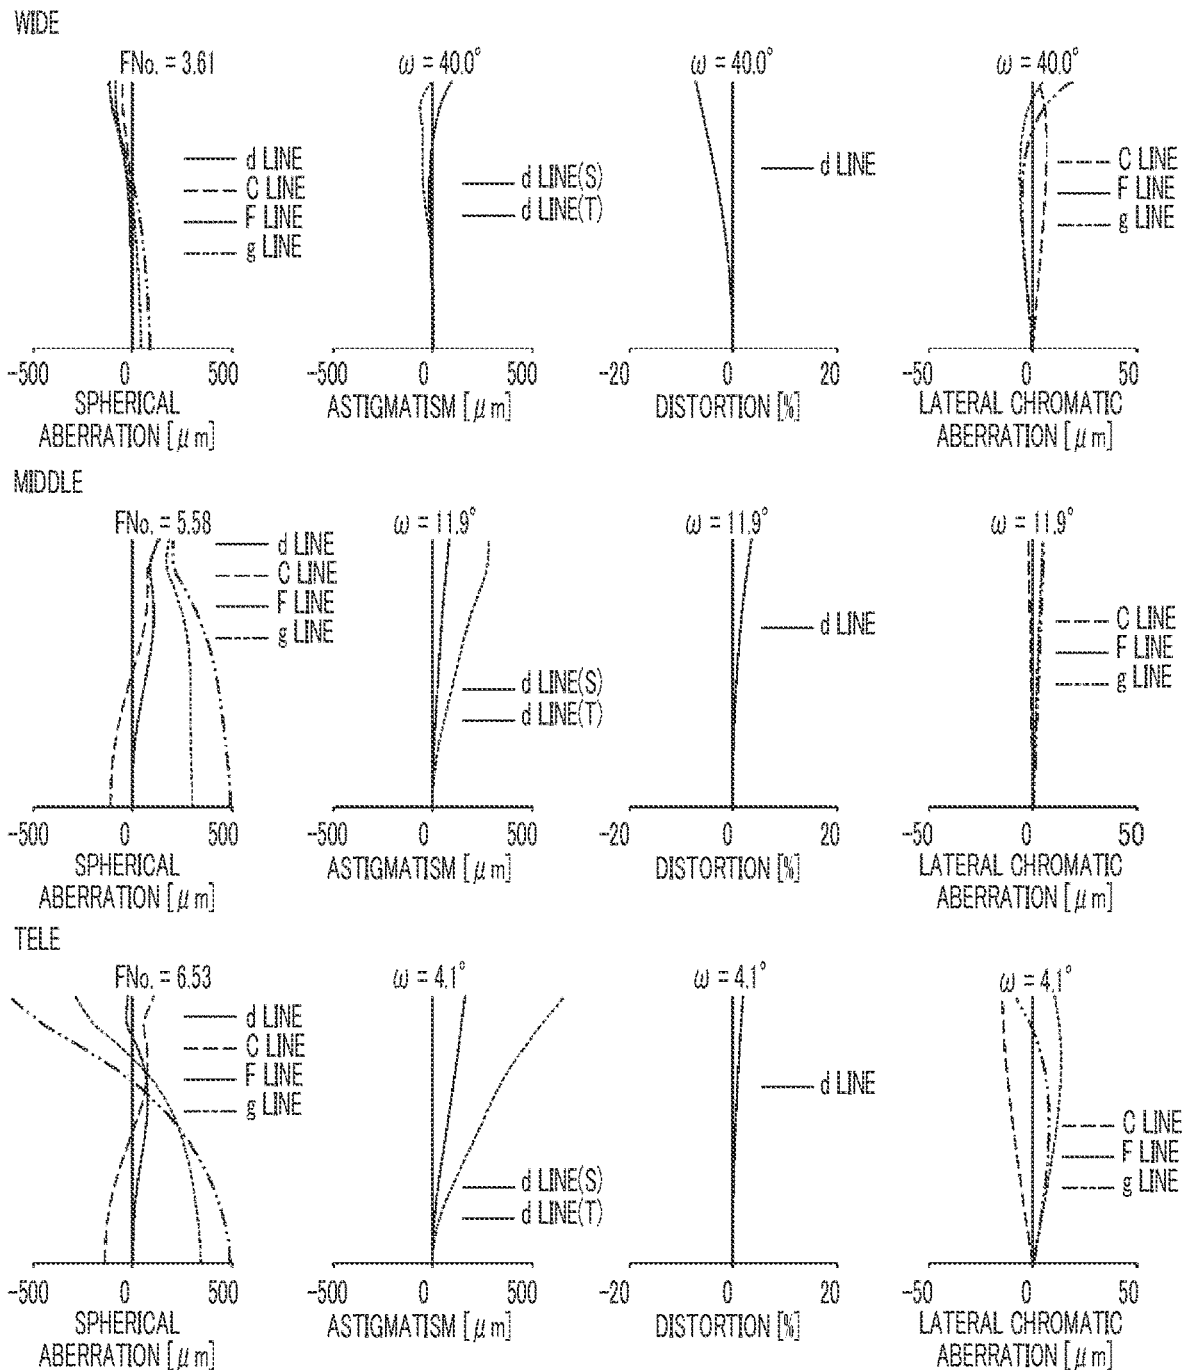 WIDE
FNo. = 3.61
d LINE
C LINE
F LINE
g LINE
-500 0 500
SPHERICAL
ABERRATION [μm]
ω = 40.0°
d LINE(S)
d LINE(T)
-500 0 500
ASTIGMATISM [μm]
ω = 40.0°
d LINE
-20 0 20
DISTORTION [%]
ω = 40.0°
C LINE
F LINE
g LINE
-50 0 50
LATERAL CHROMATIC
ABERRATION [μm]
MIDDLE
FNo. = 5.58
d LINE
C LINE
F LINE
g LINE
-500 0 500
SPHERICAL
ABERRATION [μm]
ω = 11.9°
d LINE(S)
d LINE(T)
-500 0 500
ASTIGMATISM [μm]
ω = 11.9°
d LINE
-20 0 20
DISTORTION [%]
ω = 11.9°
C LINE
F LINE
g LINE
-50 0 50
LATERAL CHROMATIC
ABERRATION [μm]
TELE
FNo. = 6.53
d LINE
C LINE
F LINE
g LINE
-500 0 500
SPHERICAL
ABERRATION [μm]
ω = 4.1°
d LINE(S)
d LINE(T)
-500 0 500
ASTIGMATISM [μm]
ω = 4.1°
d LINE
-20 0 20
DISTORTION [%]
ω = 4.1°
C LINE
F LINE
g LINE
-50 0 50
LATERAL CHROMATIC
ABERRATION [μm]